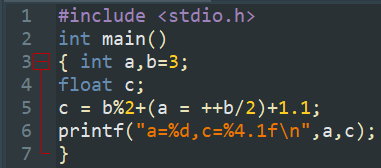 1 #include <stdio.h>
2 int main()
3 { int a,b=3;
4 float c;
5 c = b%2+(a = ++b/2)+1.1;
6 printf("a=%d,c=%4.1f\n",a,c);
7 }